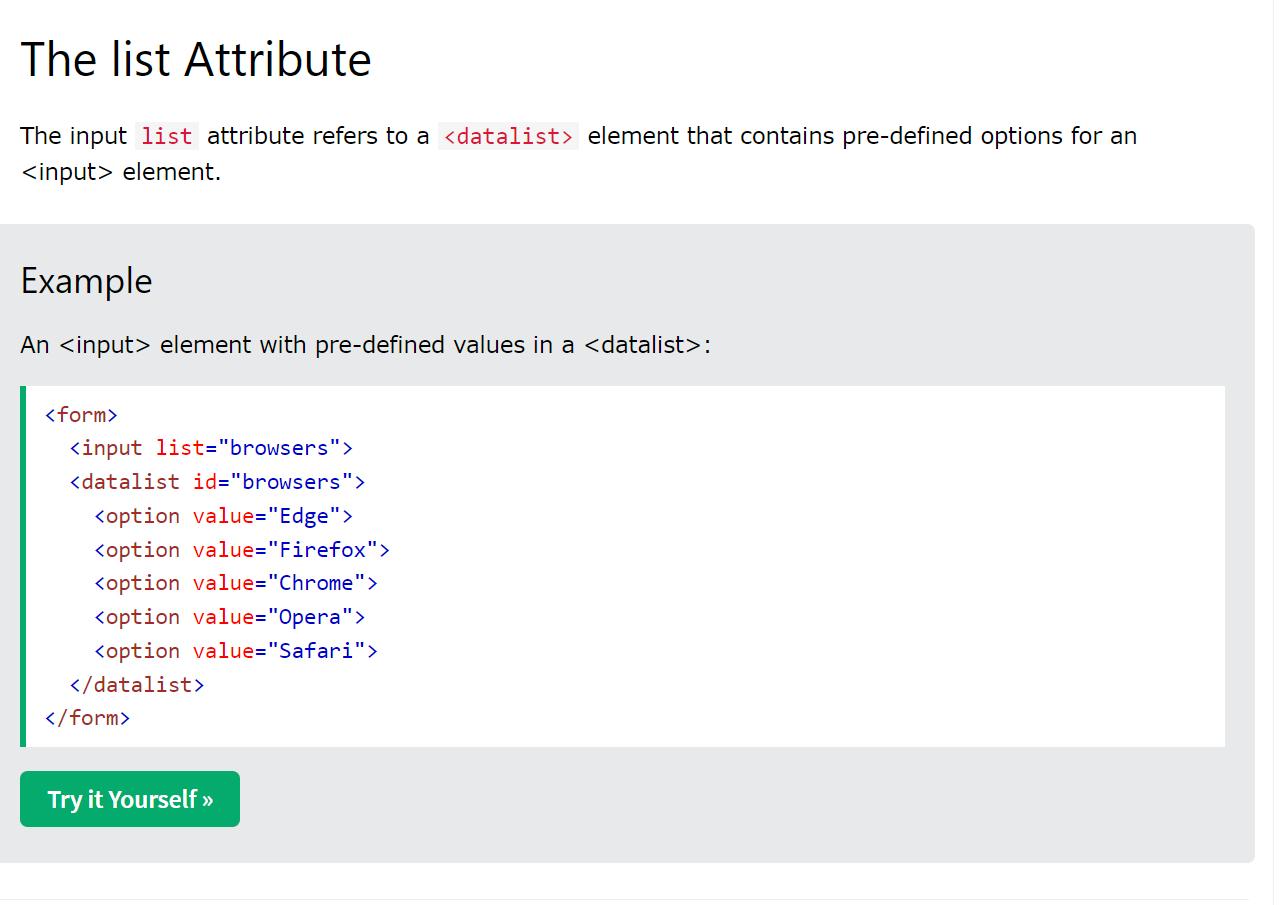 The list Attribute
The input list attribute refers to a <datalist> element that contains pre-defined options for an
<input> element.
Example
An <input> element with pre-defined values in a <datalist>:
<form>
  <input list="browsers">
  <datalist id="browsers">
    <option value="Edge">
    <option value="Firefox">
    <option value="Chrome">
    <option value="Opera">
    <option value="Safari">
  </datalist>
</form>
Try it Yourself »